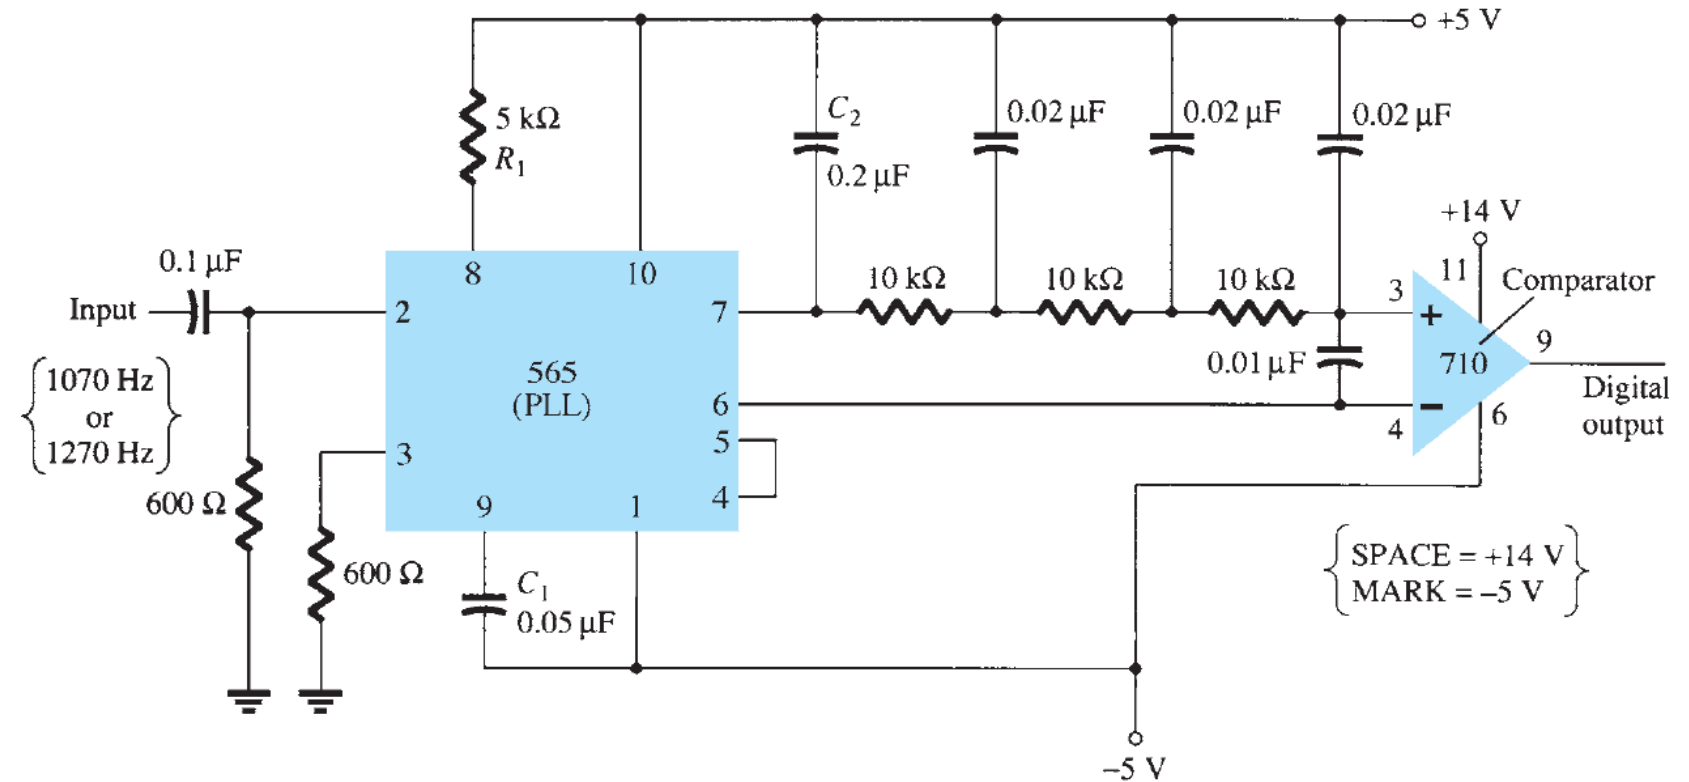 +5 V
5 kΩ
R1
C2
0.2 µF
0.02 µF
0.02 µF
0.02 µF
+14 V
0.1 µF
Input
1070 Hz
or
1270 Hz
600 Ω
600 Ω
8
10
2
7
565
(PLL)
6
5
4
3
9
1
C1
0.05 µF
10 kΩ
10 kΩ
10 kΩ
0.01 µF
3
4
11
+
−
710
Comparator
9
6
Digital
output
SPACE = +14 V
MARK = −5 V
−5 V